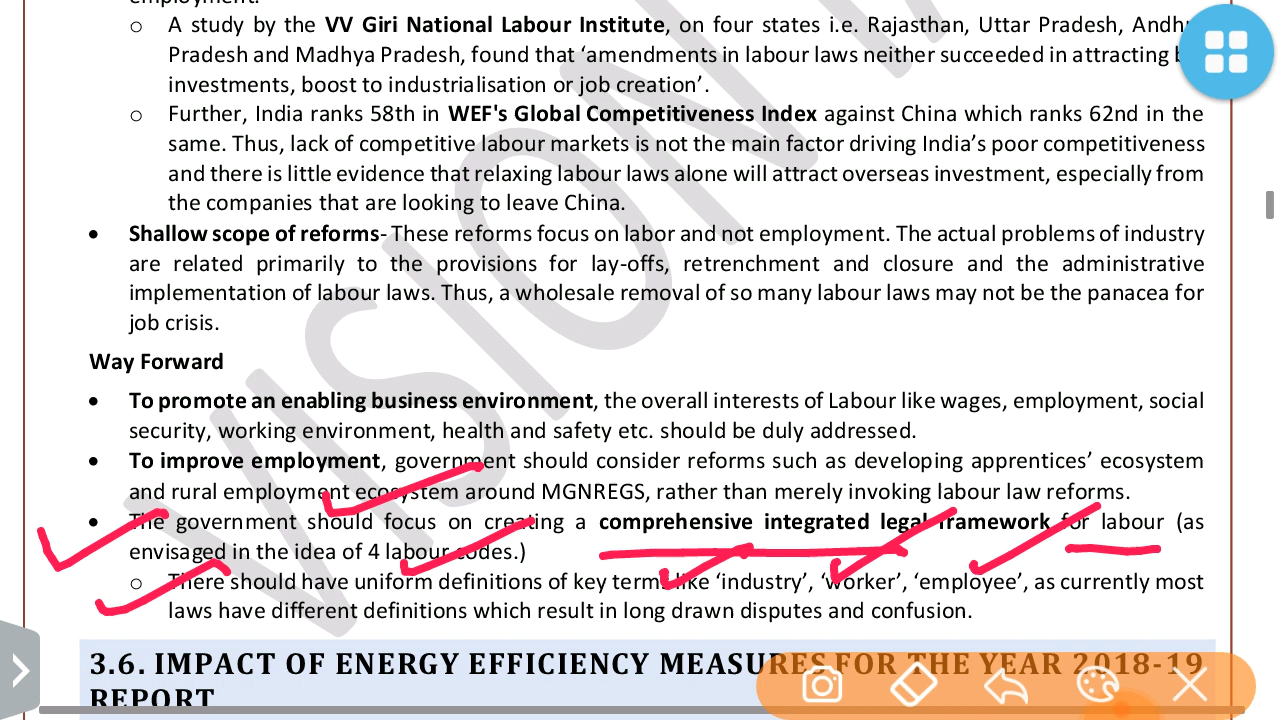 employment.
o A study by the VV Giri National Labour Institute, on four states i.e. Rajasthan, Uttar Pradesh,
Pradesh and Madhya Pradesh, found that ‘amendments in labour laws neither succeeded in attracting
investments, boost to industrialisation or job creation’.
o Further, India ranks 58th in WEF's Global Competitiveness Index against China which ranks 62nd in the
same. Thus, lack of competitive labour markets is not the main factor driving India’s poor competitiveness
and there is little evidence that relaxing labour laws alone will attract overseas investment, especially from
the companies that are looking to leave China.
• Shallow scope of reforms- These reforms focus on labor and not employment. The actual problems of industry
are related primarily to the provisions for lay-offs, retrenchment and closure and the administrative
implementation of labour laws. Thus, a wholesale removal of so many labour laws may not be the panacea for
job crisis.
Way Forward
• To promote an enabling business environment, the overall interests of Labour like wages, employment, social
security, working environment, health and safety etc. should be duly addressed.
• To improve employment, government should consider reforms such as developing apprentices’ ecosystem
and rural employment ecosystem around MGNREGS, rather than merely invoking labour law reforms.
• The government should focus on creating a comprehensive integrated legal framework for labour (as
envisaged in the idea of 4 labour codes.)
o There should have uniform definitions of key terms like ‘industry’, ‘worker’, ‘employee’, as currently most
laws have different definitions which result in long drawn disputes and confusion.
3.6. IMPACT OF ENERGY EFFICIENCY MEASURES FOR THE YEAR 2018-19
REPORT
VISION